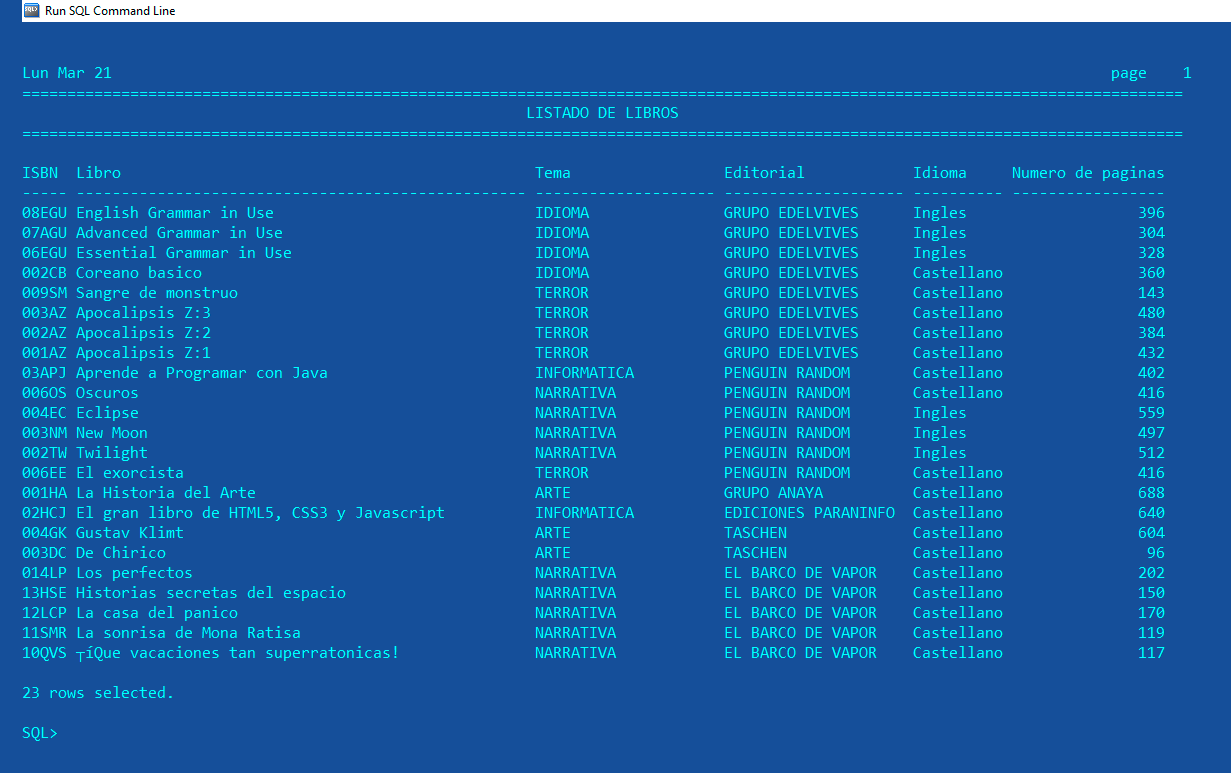 Run SQL Command Line
Lun Mar 21 page 1
=================================================================================================================================
LISTADO DE LIBROS
=================================================================================================================================
ISBN Libro Tema Editorial Idioma Numero de paginas
----- -------------------------------------------------- -------------------- -------------------- ---------- -----------------
08EGU English Grammar in Use IDIOMA GRUPO EDELVIVES Ingles 396
07AGU Advanced Grammar in Use IDIOMA GRUPO EDELVIVES Ingles 304
06EGU Essential Grammar in Use IDIOMA GRUPO EDELVIVES Ingles 328
002CB Coreano basico IDIOMA GRUPO EDELVIVES Castellano 360
009SM Sangre de monstruo TERROR GRUPO EDELVIVES Castellano 143
003AZ Apocalipsis Z:3 TERROR GRUPO EDELVIVES Castellano 480
002AZ Apocalipsis Z:2 TERROR GRUPO EDELVIVES Castellano 384
001AZ Apocalipsis Z:1 TERROR GRUPO EDELVIVES Castellano 432
03APJ Aprende a Programar con Java INFORMATICA PENGUIN RANDOM Castellano 402
006OS Oscuros NARRATIVA PENGUIN RANDOM Castellano 416
004EC Eclipse NARRATIVA PENGUIN RANDOM Ingles 559
003NM New Moon NARRATIVA PENGUIN RANDOM Ingles 497
002TW Twilight NARRATIVA PENGUIN RANDOM Ingles 512
006EE El exorcista TERROR PENGUIN RANDOM Castellano 416
001HA La Historia del Arte ARTE GRUPO ANAYA Castellano 688
02HCJ El gran libro de HTML5, CSS3 y Javascript INFORMATICA EDICIONES PARANINFO Castellano 640
004GK Gustav Klimt ARTE TASCHEN Castellano 604
003DC De Chirico ARTE TASCHEN Castellano 96
014LP Los perfectos NARRATIVA EL BARCO DE VAPOR Castellano 202
13HSE Historias secretas del espacio NARRATIVA EL BARCO DE VAPOR Castellano 150
12LCP La casa del panico NARRATIVA EL BARCO DE VAPOR Castellano 170
11SMR La sonrisa de Mona Ratisa NARRATIVA EL BARCO DE VAPOR Castellano 119
10QVS ┬íQue vacaciones tan superratonicas! NARRATIVA EL BARCO DE VAPOR Castellano 117
23 rows selected.
SQL>